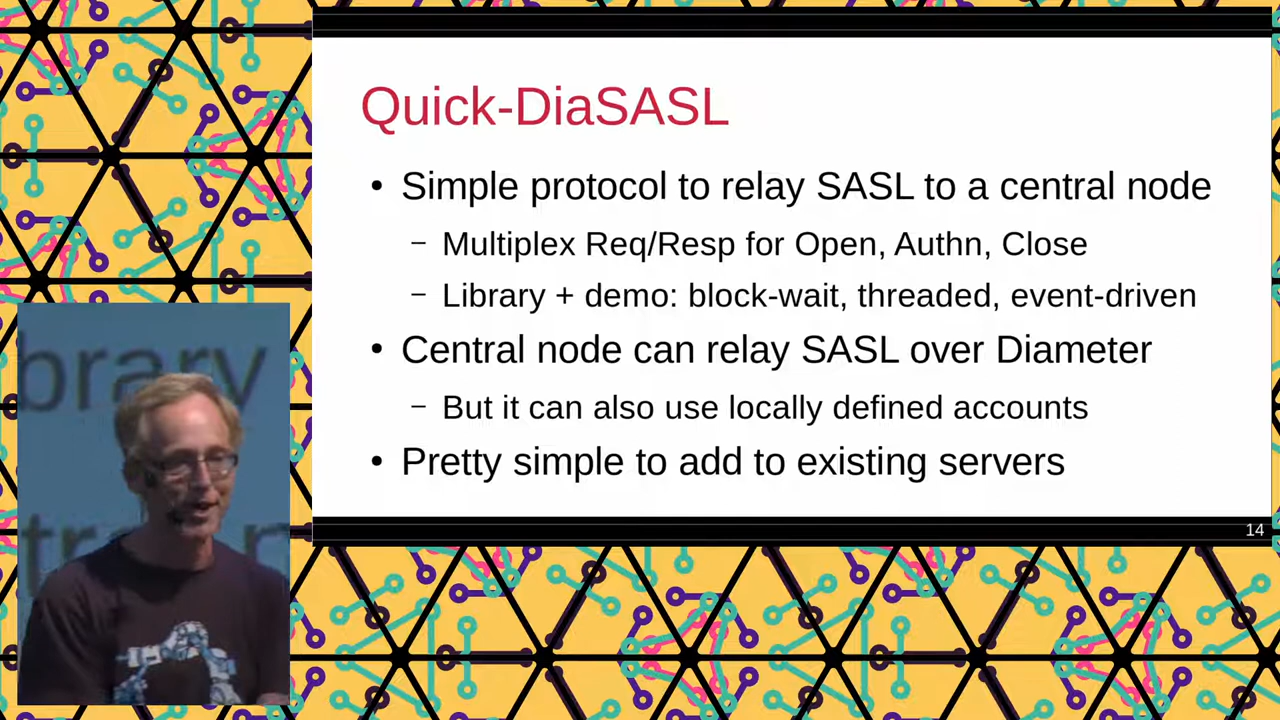 Quick-DiaSASL
• Simple protocol to relay SASL to a central node
– Multiplex Req/Resp for Open, Authn, Close
– Library + demo: block-wait, threaded, event-driven
• Central node can relay SASL over Diameter
– But it can also use locally defined accounts
• Pretty simple to add to existing servers
14
brary